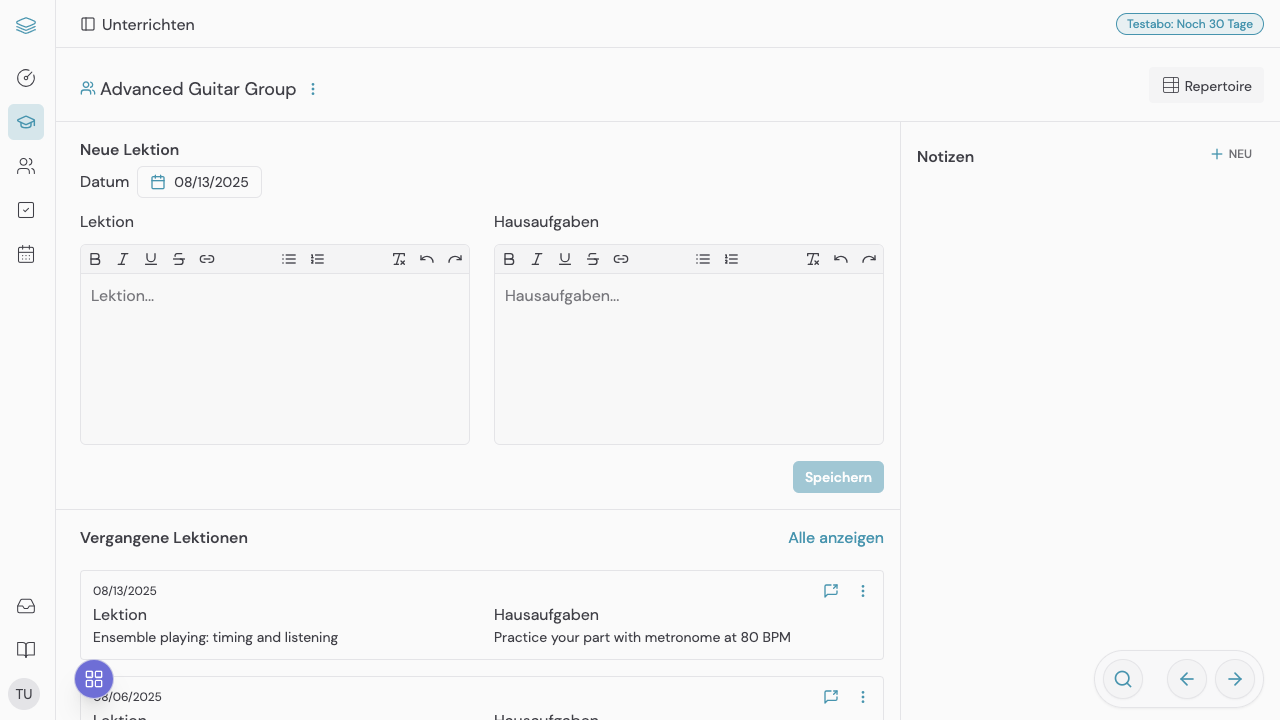 Unterrichten
Testabo: Noch 30 Tage
Advanced Guitar Group
Repertoire
Neue Lektion
Datum
08/13/2025
Notizen
NEU
Lektion
Hausaufgaben
Lektion...
Hausaufgaben...
Speichern
Vergangene Lektionen
Alle anzeigen
08/13/2025
Lektion
Hausaufgaben
Ensemble playing: timing and listening
Practice your part with metronome at 80 BPM
08/06/2025
Lektion
Hausaufgaben
TU